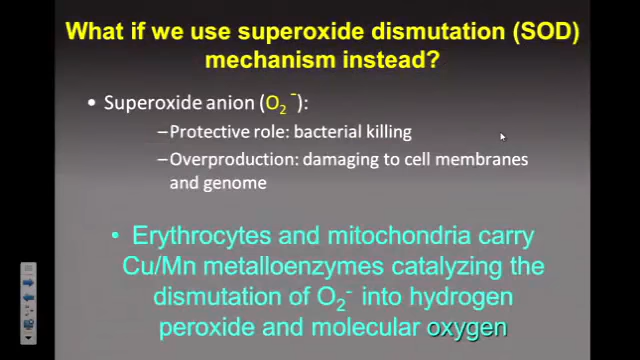 What if we use superoxide dismutation (SOD)
mechanism instead?
• Superoxide anion (O₂⁻):
–Protective role: bacterial killing
–Overproduction: damaging to cell membranes
and genome
• Erythrocytes and mitochondria carry
Cu/Mn metalloenzymes catalyzing the
dismutation of O₂⁻ into hydrogen
peroxide and molecular oxygen